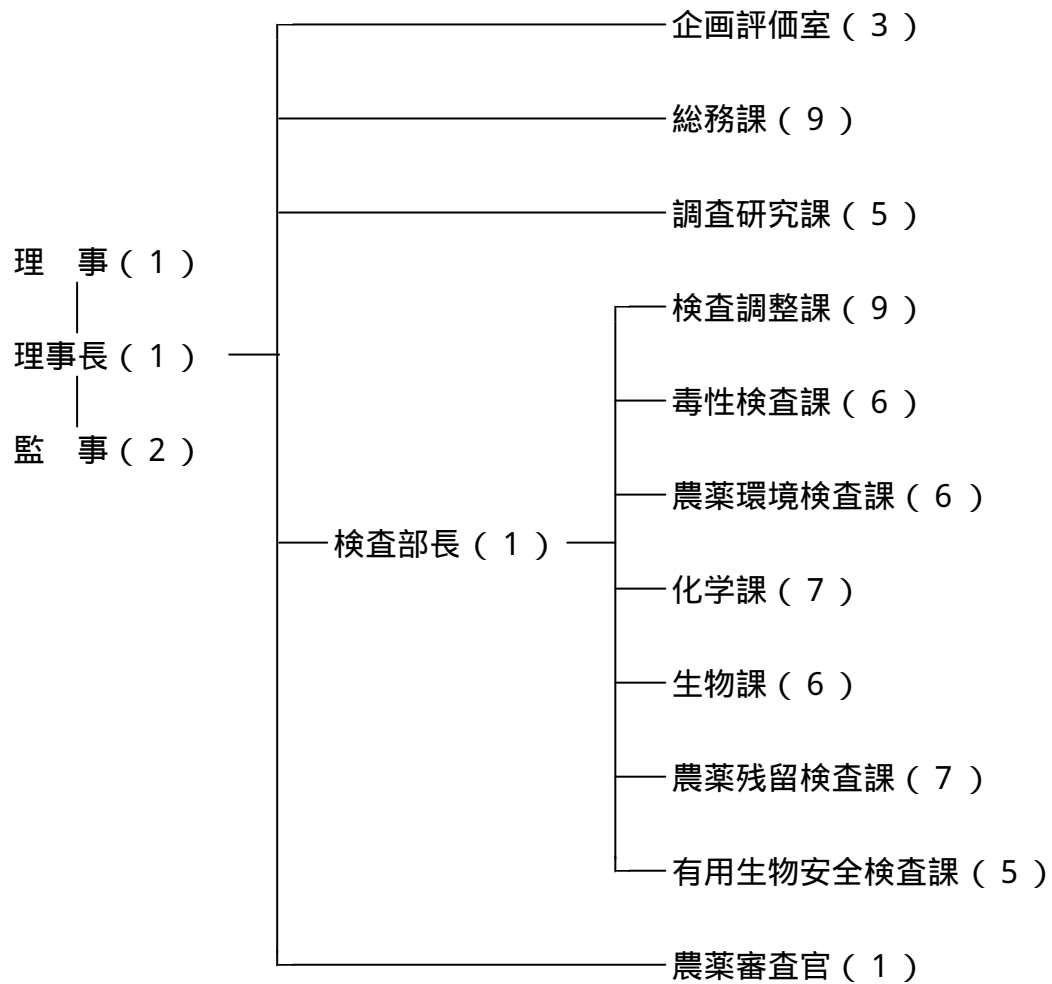 企画評価室（3）
総務課（9）
調査研究課（5）
理　事（1）
検査調整課（9）
理事長（1）
毒性検査課（6）
監　事（2）
農薬環境検査課（6）
検査部長（1）
化学課（7）
生物課（6）
農薬残留検査課（7）
有用生物安全検査課（5）
農薬審査官（1）